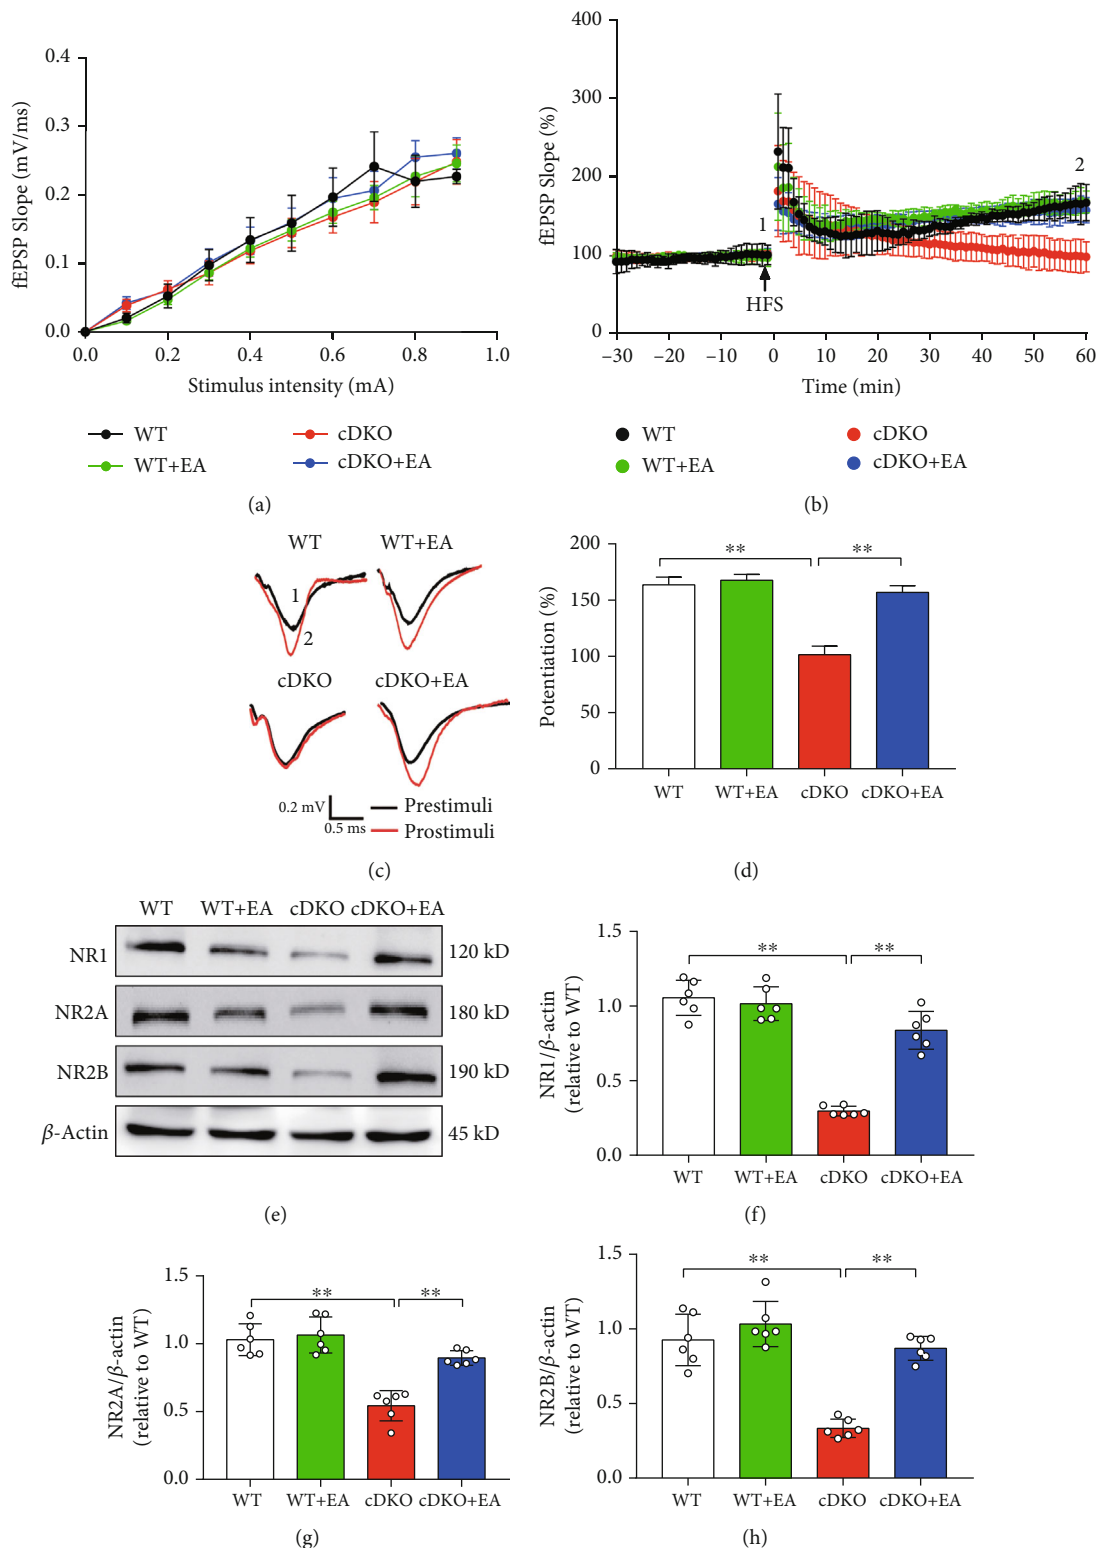 0.4
0.3
0.2
0.1
0.0
fEPSP Slope (mV/ms)
0.0 0.2 0.4 0.6 0.8 1.0
Stimulus intensity (mA)
WT cDKO
WT+EA cDKO+EA
(a)
400
300
200
100
0
fEPSP Slope (%)
1
2
HFS
−30 −20 −10 0 10 20 30 40 50 60
Time (min)
WT cDKO
WT+EA cDKO+EA
(b)
WT WT+EA
1
2
cDKO cDKO+EA
0.2 mV
0.5 ms
Prestimuli
Prostimuli
(c)
200
150
100
50
0
Potentiation (%)
** **
WT WT+EA cDKO cDKO+EA
(d)
WT WT+EA cDKO cDKO+EA
NR1 120 kD
NR2A 180 kD
NR2B 190 kD
β-Actin 45 kD
(e)
1.5
1.0
0.5
0.0
NR1/β-actin
(relative to WT)
** **
WT WT+EA cDKO cDKO+EA
(f)
1.5
1.0
0.5
0.0
NR2A/β-actin
(relative to WT)
** **
WT WT+EA cDKO cDKO+EA
(g)
1.5
1.0
0.5
0.0
NR2B/β-actin
(relative to WT)
** **
WT WT+EA cDKO cDKO+EA
(h)